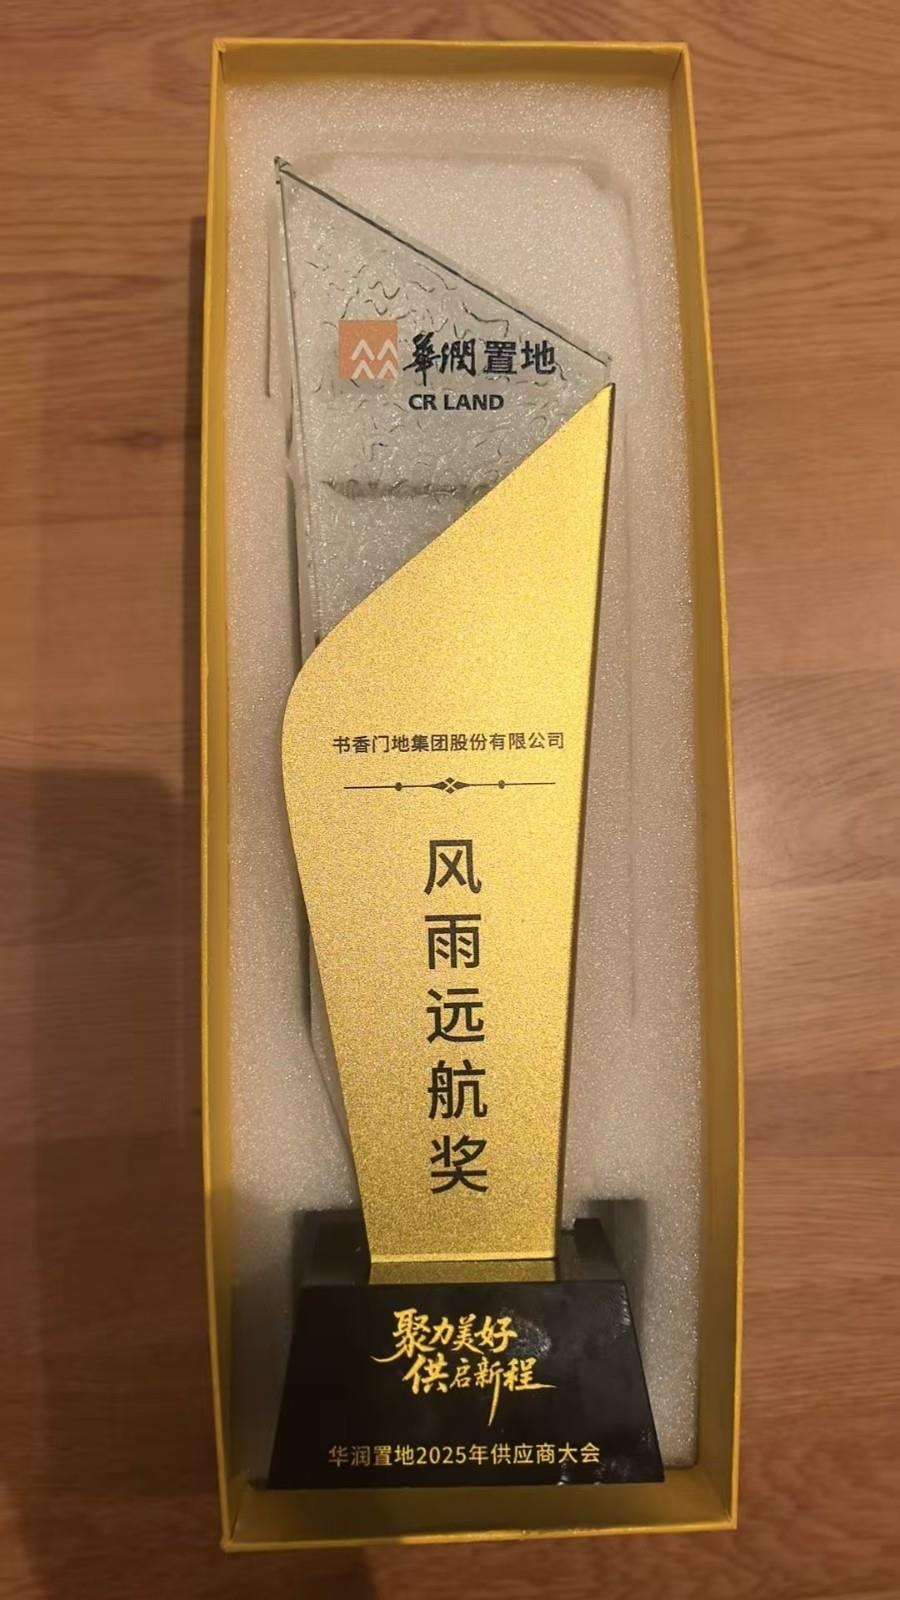 華潤置地
CR LAND
书香门地集团股份有限公司
风雨远航奖
聚力美好
供启新程
华润置地2025年供应商大会